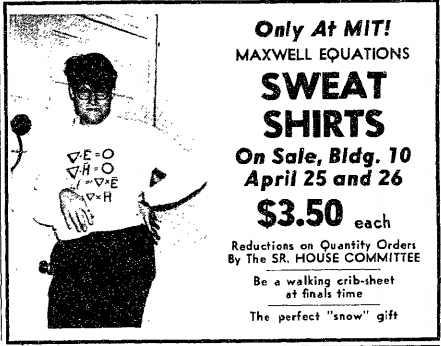 Only At MIT!
MAXWELL EQUATIONS
SWEAT
SHIRTS
On Sale, Bldg. 10
April 25 and 26
$3.50 each
Reductions on Quantity Orders
By The SR. HOUSE COMMITTEE
Be a walking crib-sheet
at finals time
The perfect "snow" gift
∇·Ē=O
∇·H̄=O
=∇×Ē
∇×H̄